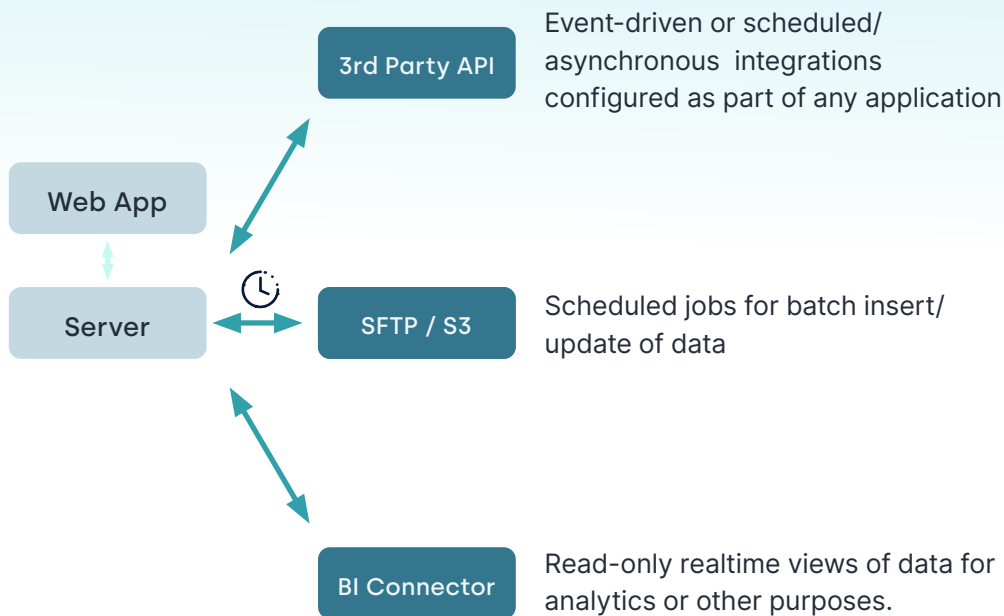 3rd Party API
Event-driven or scheduled/
asynchronous integrations
configured as part of any application
Web App
Server
SFTP / S3
Scheduled jobs for batch insert/
update of data
BI Connector
Read-only realtime views of data for
analytics or other purposes.